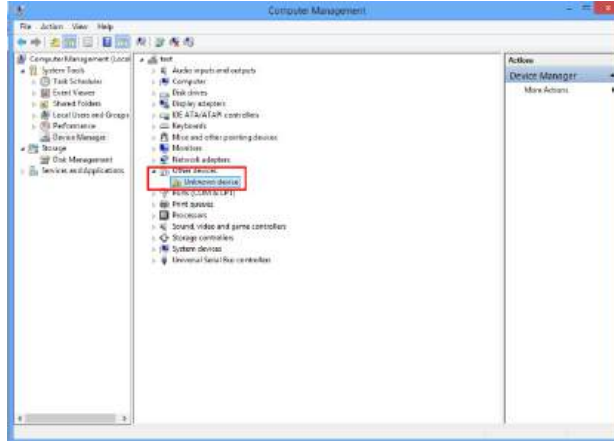 Computer Management
File Action View Help
Computer Management (Local
System Tools
Task Scheduler
Event Viewer
Shared Folders
Local Users and Groups
Performance
Device Manager
Storage
Disk Management
Services and Applications
test
Audio inputs and outputs
Computer
Disk drives
Display adapters
IDE ATA/ATAPI controllers
Keyboards
Mice and other pointing devices
Monitors
Network adapters
Other devices
Unknown device
Ports (COM & LPT)
Print queues
Processors
Sound, video and game controllers
Storage controllers
System devices
Universal Serial Bus controllers
Actions
Device Manager
More Actions